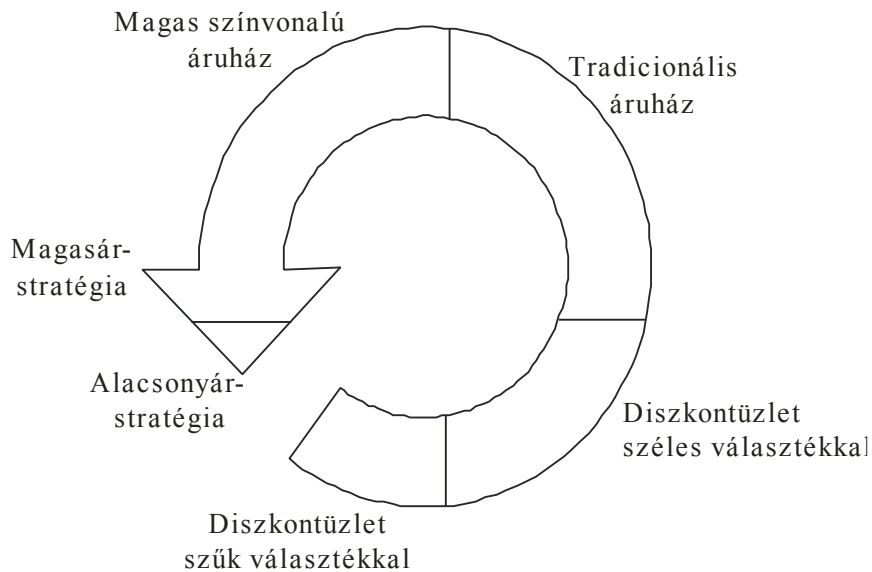 Magas színvonalú
áruház
Tradicionális
áruház
Magasár-
stratégia
Alacsonyár-
stratégia
Diszkontüzlet
széles választékkal
Diszkontüzlet
szűk választékkal